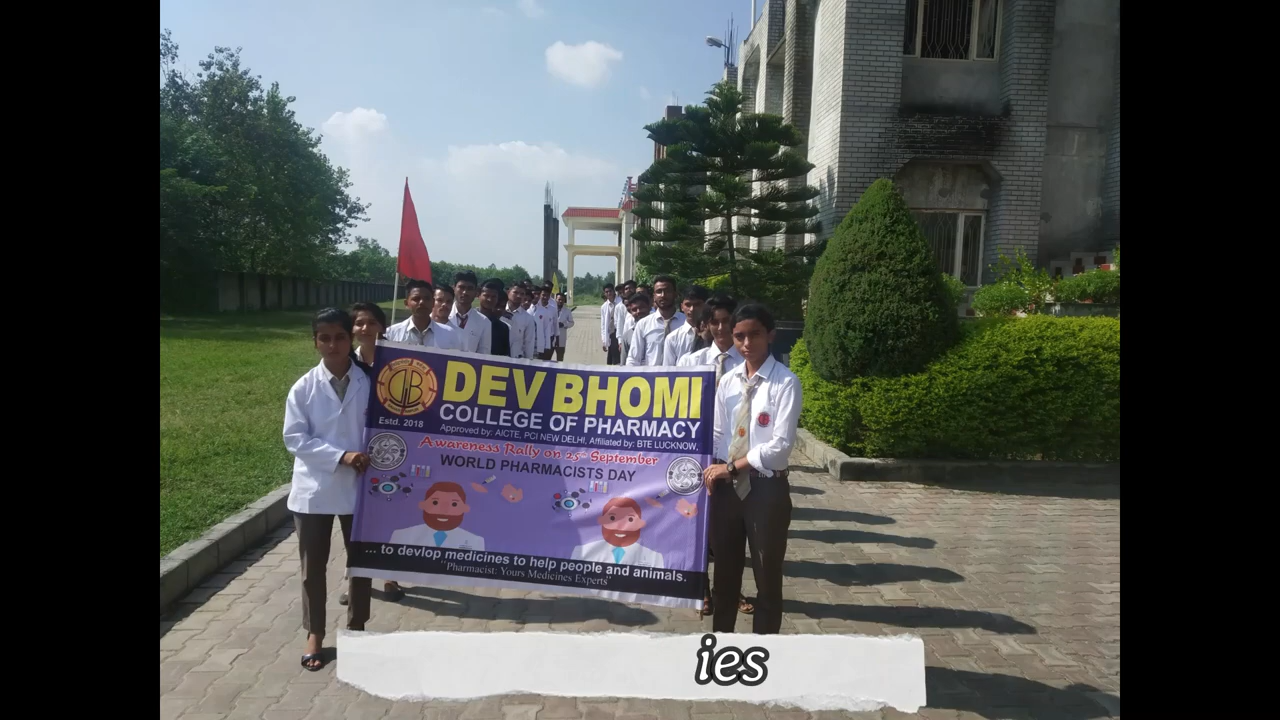 DEV BHOMI
COLLEGE OF PHARMACY
Estd. 2018
Approved by: AICTE, PCI NEW DELHI, Affiliated by: BTE LUCKNOW,
Awareness Rally on 25th September
WORLD PHARMACISTS DAY
... to devlop medicines to help people and animals.
"Pharmacist: Yours Medicines Experts"
ies